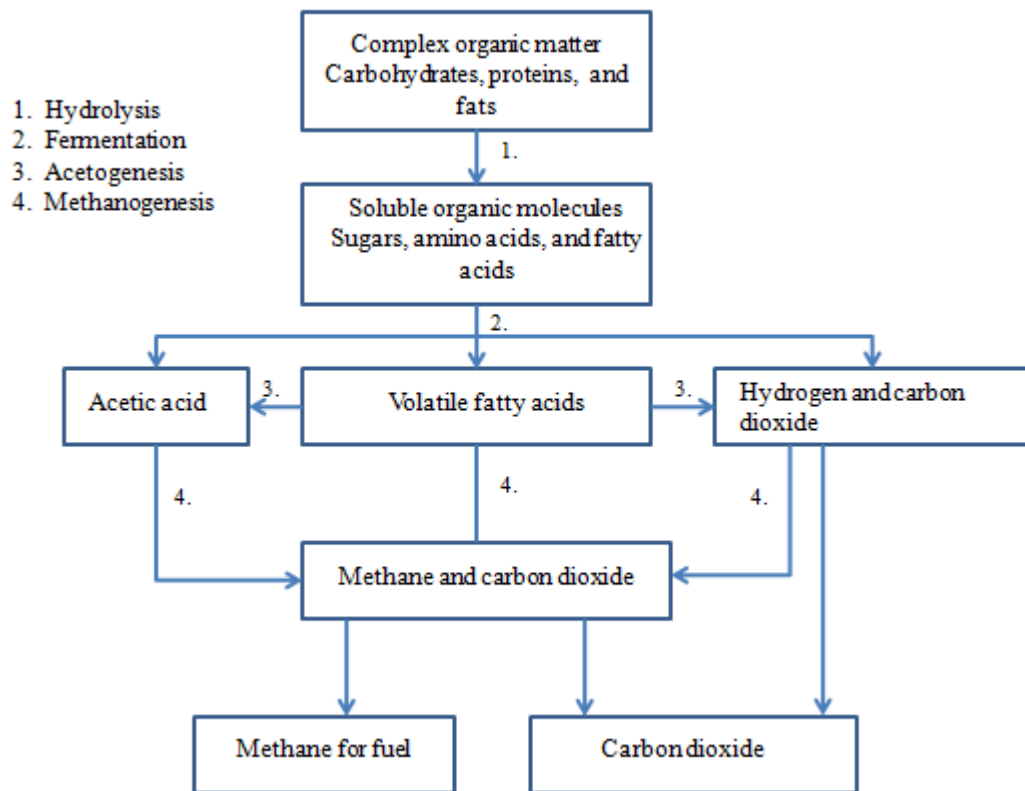 Complex organic matter
Carbohydrates, proteins, and
fats
1. Hydrolysis
2. Fermentation
3. Acetogenesis
4. Methanogenesis
1.
Soluble organic molecules
Sugars, amino acids, and fatty
acids
2.
Acetic acid
3.
Volatile fatty acids
3.
Hydrogen and carbon
dioxide
4.
4.
4.
Methane and carbon dioxide
Methane for fuel
Carbon dioxide